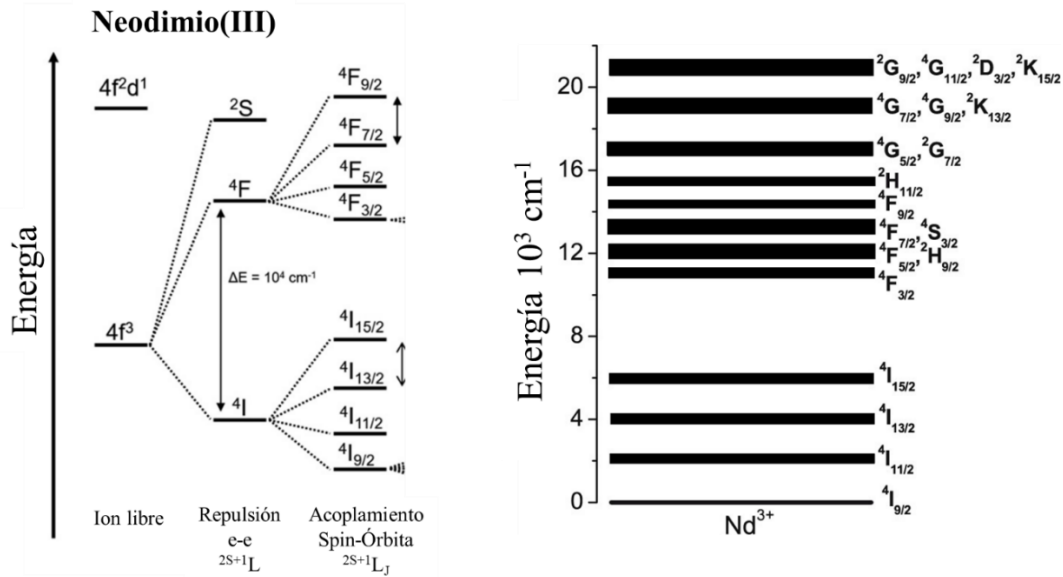 Neodimio(III)
Energía
4f²d¹
4f³
Ion libre
²S
⁴F
ΔE = 10⁴ cm⁻¹
⁴I
Repulsión
e-e
²ˢ⁺¹L
⁴F₉/₂
⁴F₇/₂
⁴F₅/₂
⁴F₃/₂
⁴I₁₅/₂
⁴I₁₃/₂
⁴I₁₁/₂
⁴I₉/₂
Acoplamiento
Spin-Órbita
²ˢ⁺¹L_J
Energía 10³ cm⁻¹
20
16
12
8
4
0
²G₉/₂,⁴G₁₁/₂,²D₃/₂,²K₁₅/₂
⁴G₇/₂,⁴G₉/₂,²K₁₃/₂
⁴G₅/₂,²G₇/₂
²H₁₁/₂
⁴F₉/₂
⁴F₇/₂,⁴S₃/₂
⁴F₅/₂,²H₉/₂
⁴F₃/₂
⁴I₁₅/₂
⁴I₁₃/₂
⁴I₁₁/₂
⁴I₉/₂
Nd³⁺